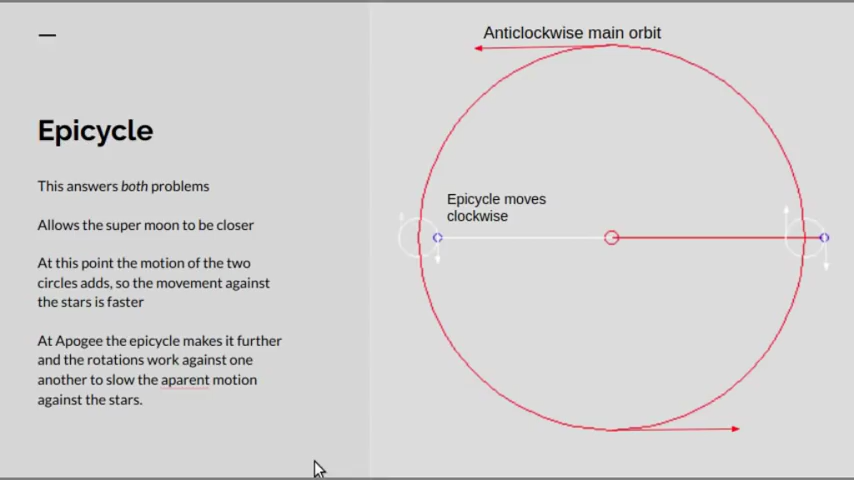 Epicycle
This answers both problems
Allows the super moon to be closer
At this point the motion of the two
circles adds, so the movement against
the stars is faster
At Apogee the epicycle makes it further
and the rotations work against one
another to slow the aparent motion
against the stars.
Anticlockwise main orbit
Epicycle moves
clockwise